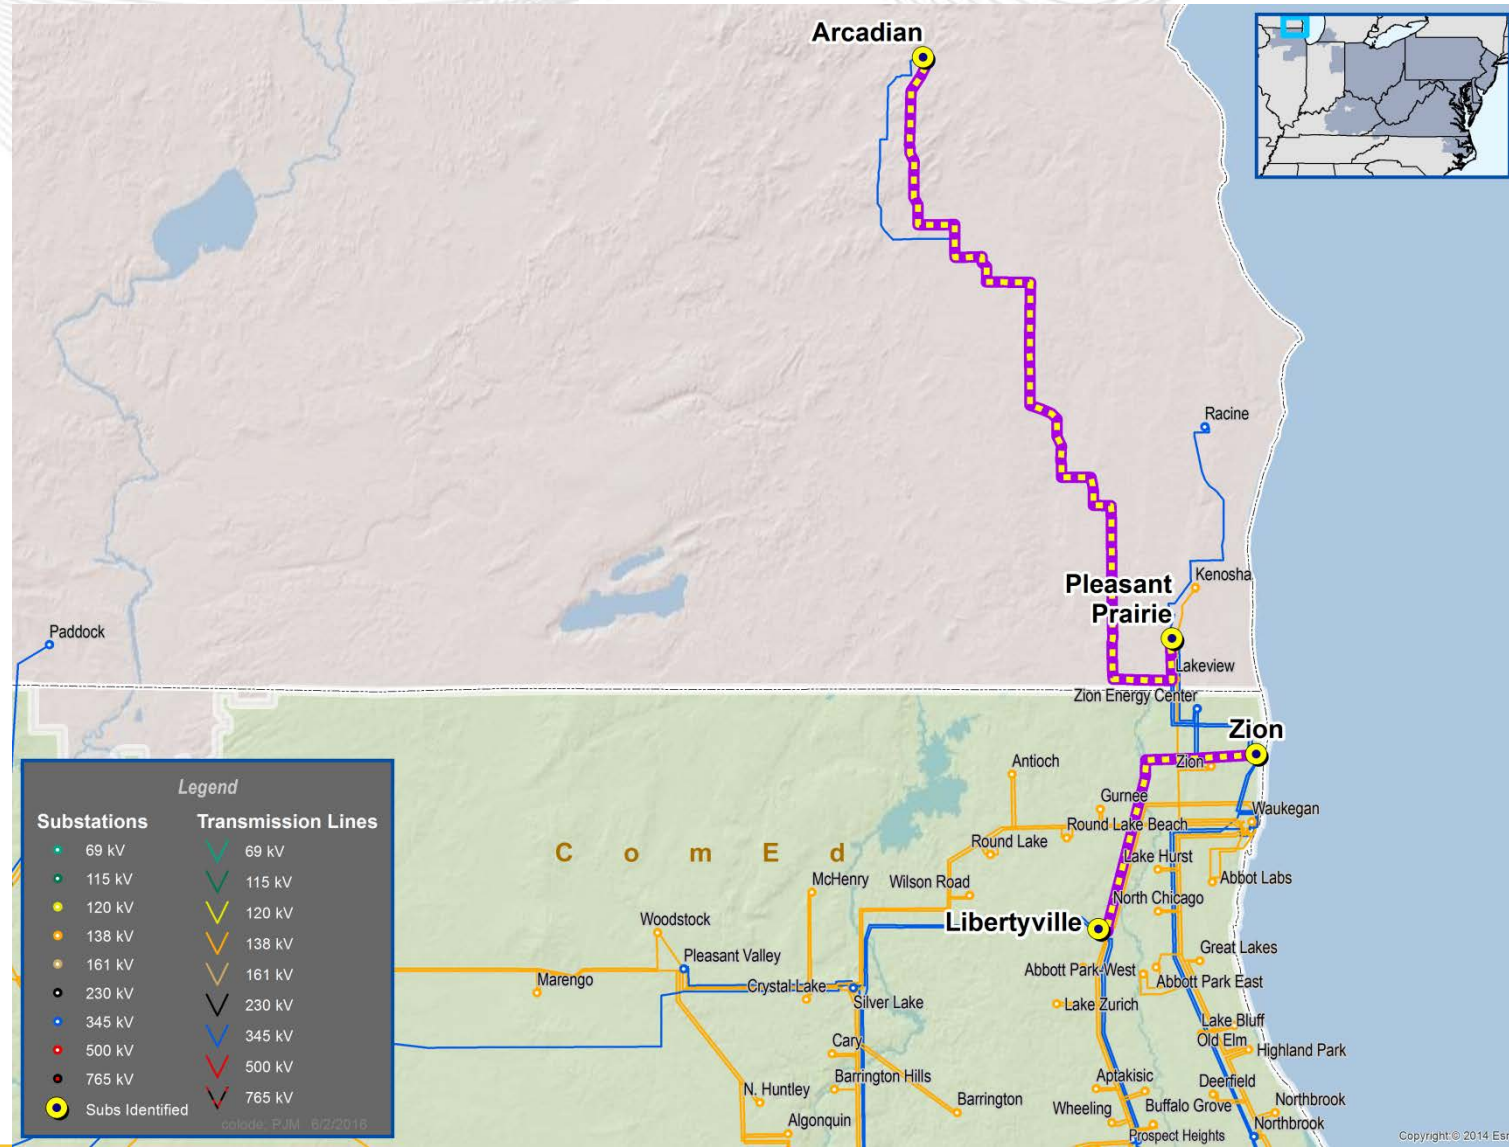 Arcadian
Racine
Kenosha
Pleasant
Prairie
Paddock
Lakeview
Zion Energy Center
Zion
Zion
Antioch
Gurnee
Waukegan
Round Lake Beach
Round Lake
Lake Hurst
Abbot Labs
C o m E d
McHenry
Wilson Road
North Chicago
Libertyville
Woodstock
Great Lakes
Pleasant Valley
Abbott Park-West
Abbott Park East
Marengo
Crystal Lake
Silver Lake
Lake Zurich
Lake Bluff
Old Elm
Highland Park
Cary
Barrington Hills
Aptakisic
Deerfield
N. Huntley
Barrington
Buffalo Grove
Northbrook
Wheeling
Algonquin
Northbrook
Prospect Heights
Legend
Substations
69 kV
115 kV
120 kV
138 kV
161 kV
230 kV
345 kV
500 kV
765 kV
Subs Identified
Transmission Lines
69 kV
115 kV
120 kV
138 kV
161 kV
230 kV
345 kV
500 kV
765 kV
colode: PJM 6/2/2016
Copyright:© 2014 Esri